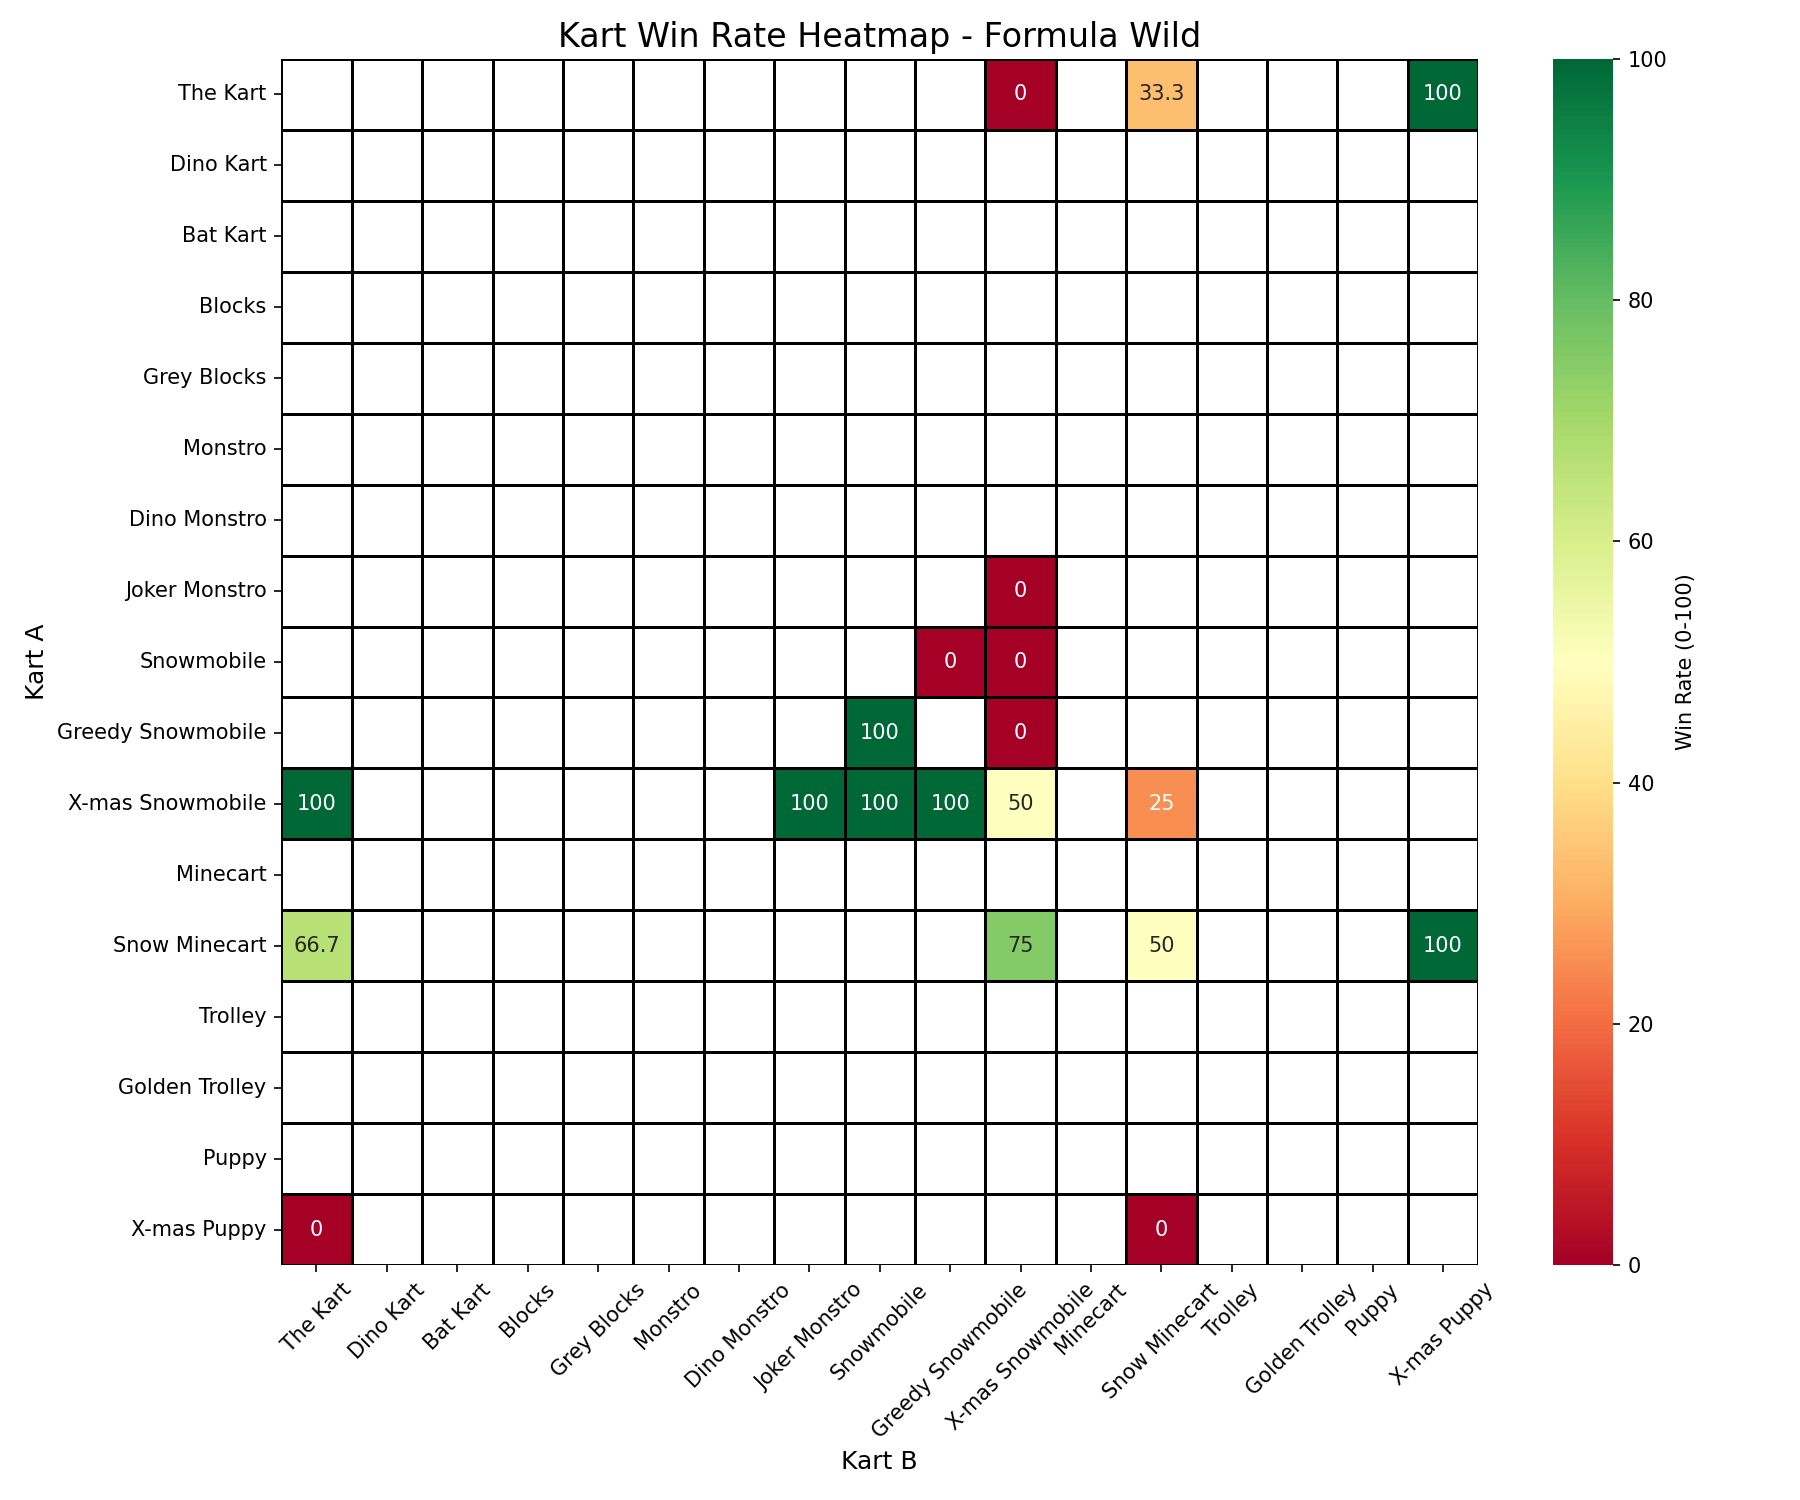 Kart Win Rate Heatmap - Formula Wild
The Kart 0 33.3 100
Dino Kart
Bat Kart
Blocks
Grey Blocks
Monstro
Dino Monstro
Joker Monstro 0
Snowmobile 0 0
Greedy Snowmobile 100 0
X-mas Snowmobile 100 100 100 100 50 25
Minecart
Snow Minecart 66.7 75 50 100
Trolley
Golden Trolley
Puppy
X-mas Puppy 0 0
Kart A
The Kart
Dino Kart
Bat Kart
Blocks
Grey Blocks
Monstro
Dino Monstro
Joker Monstro
Snowmobile
Greedy Snowmobile
X-mas Snowmobile
Minecart
Snow Minecart
Trolley
Golden Trolley
Puppy
X-mas Puppy
Kart B
100
80
60
40
20
0
Win Rate (0-100)